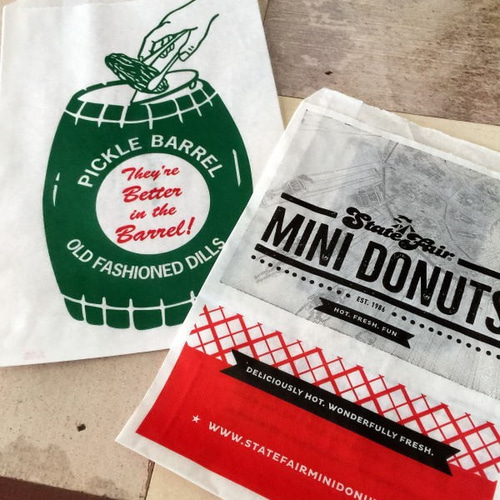 PICKLE BARREL
They're
Better
in the
Barrel!
OLD FASHIONED DILLS
State Fair
MINI DONUTS
EST. 1986
HOT. FRESH. FUN
DELICIOUSLY HOT. WONDERFULLY FRESH.
WWW.STATEFAIRMINIDONU